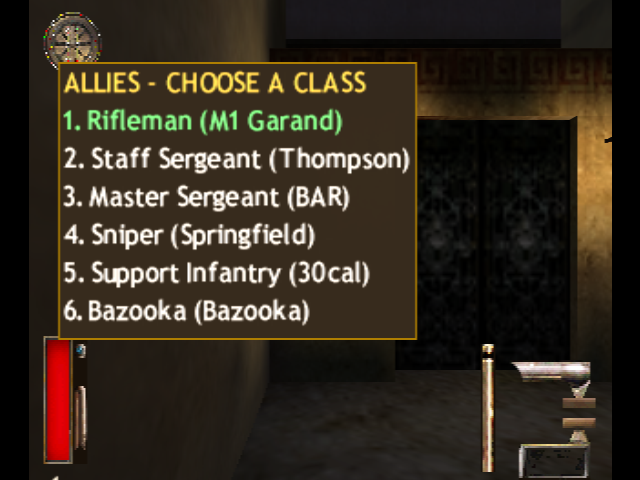 ALLIES - CHOOSE A CLASS
1. Rifleman (M1 Garand)
2. Staff Sergeant (Thompson)
3. Master Sergeant (BAR)
4. Sniper (Springfield)
5. Support Infantry (30cal)
6. Bazooka (Bazooka)